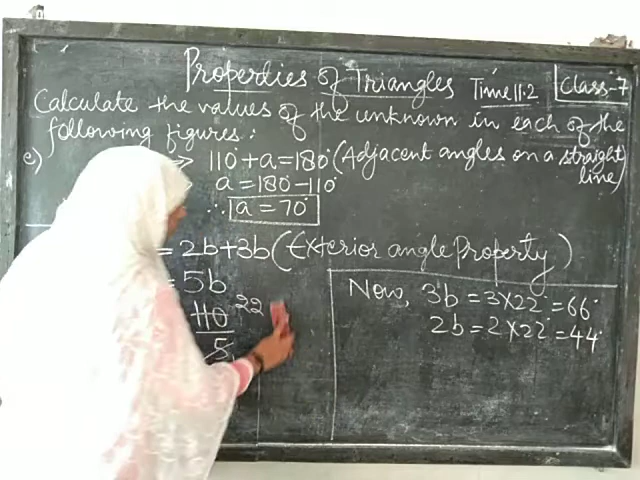 Properties of Triangles Time 11.2 Class-7
Calculate the values of the unknown in each of the
following figures:
c) → 110°+a=180° (Adjacent angles on a straight
line)
a=180°-110°
∴ a=70°
=2b+3b (Exterior angle Property)
= 5b
110 22
5
Now, 3b=3×22°=66°
2b=2×22°=44°